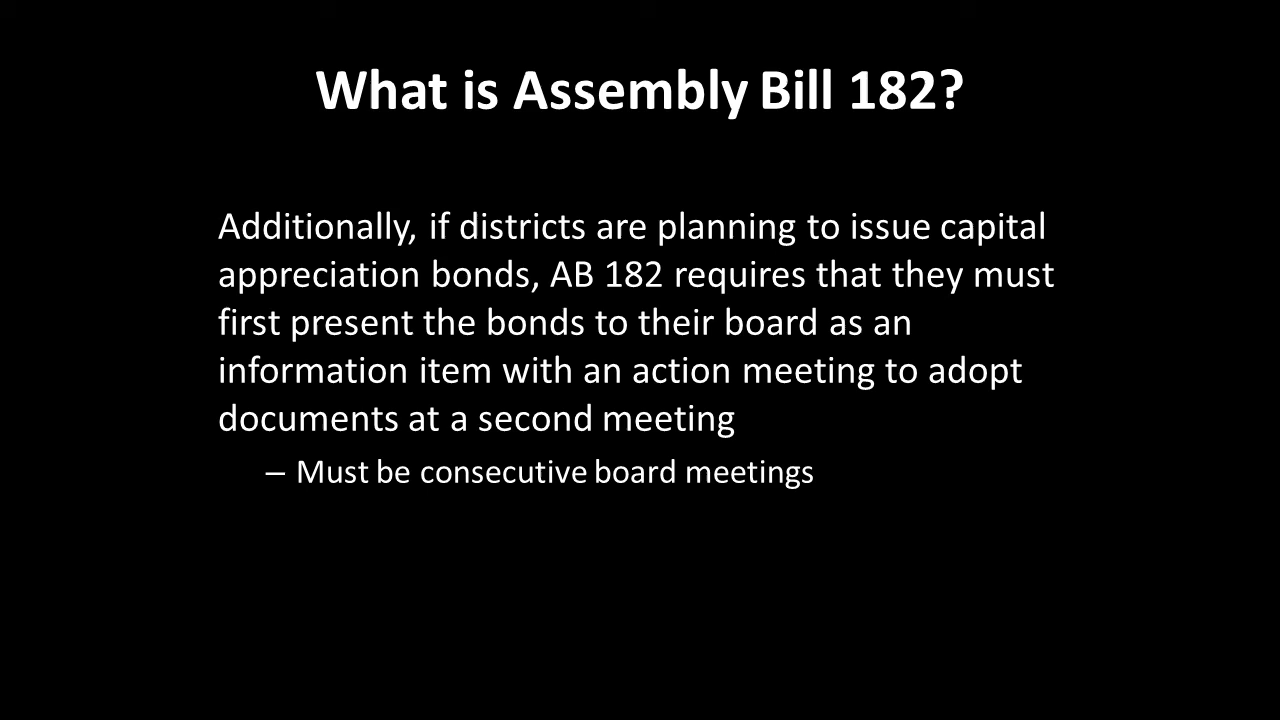 What is Assembly Bill 182?
Additionally, if districts are planning to issue capital
appreciation bonds, AB 182 requires that they must
first present the bonds to their board as an
information item with an action meeting to adopt
documents at a second meeting
– Must be consecutive board meetings